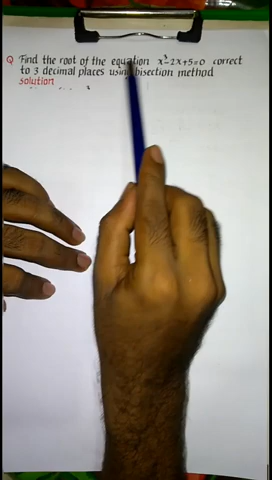 Q Find the root of the equation x³-2x+5=0 correct
to 3 decimal places using bisection method
solution